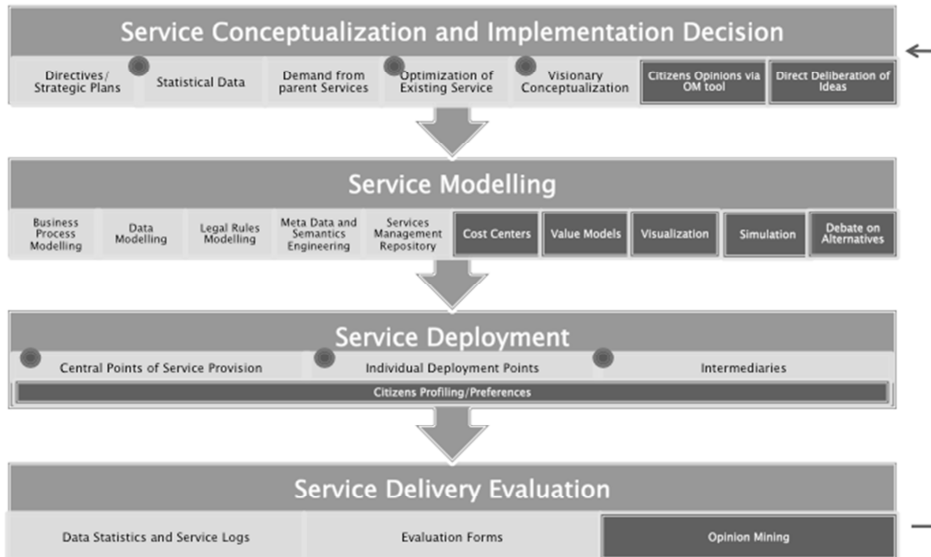 Service Conceptualization and Implementation Decision
Directives/
Strategic Plans
Statistical Data
Demand from
parent Services
Optimization of
Existing Service
Visionary
Conceptualization
Citizens Opinions via
OM tool
Direct Deliberation of
Ideas
Service Modelling
Business
Process
Modelling
Data
Modelling
Legal Rules
Modelling
Meta Data and
Semantics
Engineering
Services
Management
Repository
Cost Centers
Value Models
Visualization
Simulation
Debate on
Alternatives
Service Deployment
Central Points of Service Provision
Individual Deployment Points
Intermediaries
Citizens Profiling/Preferences
Service Delivery Evaluation
Data Statistics and Service Logs
Evaluation Forms
Opinion Mining